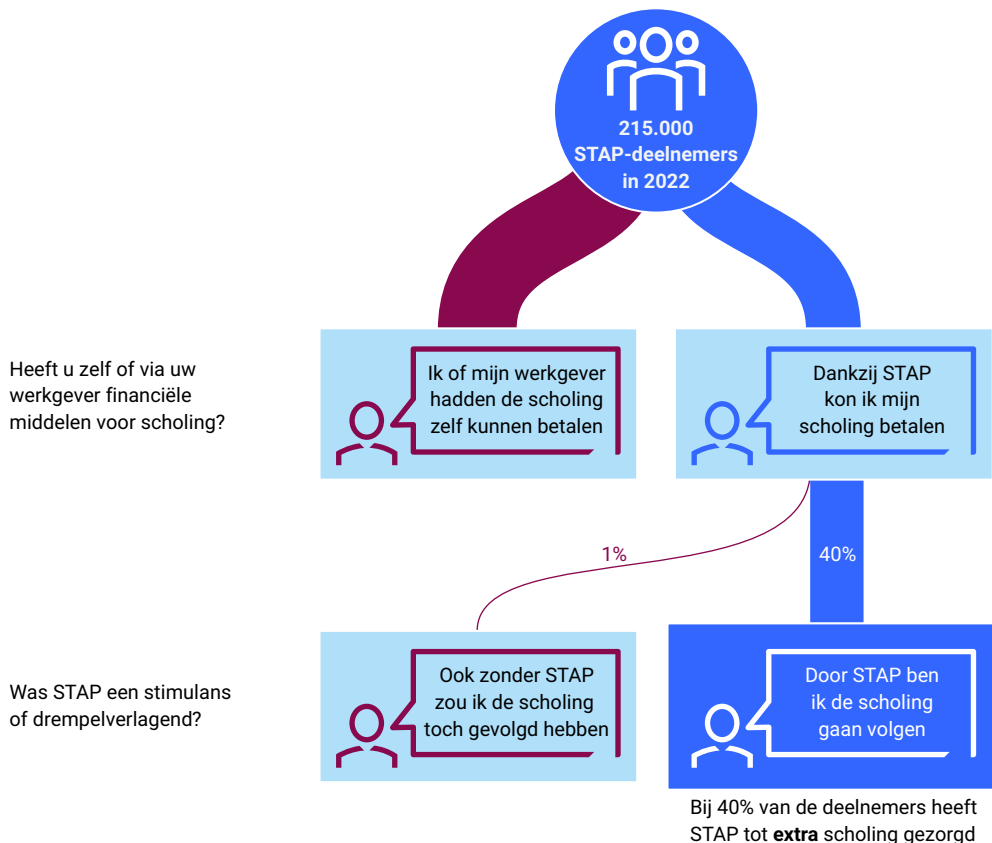 215.000
STAP-deelnemers
in 2022
Heeft u zelf of via uw
werkgever financiële
middelen voor scholing?
Ik of mijn werkgever
hadden de scholing
zelf kunnen betalen
Dankzij STAP
kon ik mijn
scholing betalen
1%
40%
Was STAP een stimulans
of drempelverlagend?
Ook zonder STAP
zou ik de scholing
toch gevolgd hebben
Door STAP ben
ik de scholing
gaan volgen
Bij 40% van de deelnemers heeft
STAP tot extra scholing gezorgd